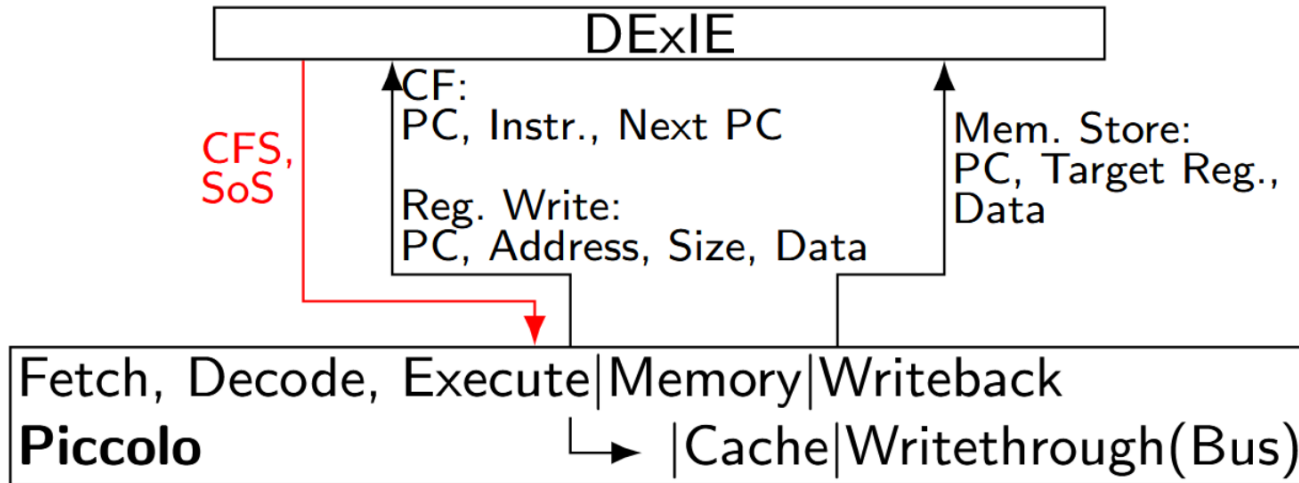 DExIE
CF:
PC, Instr., Next PC
CFS,
SoS
Reg. Write:
PC, Address, Size, Data
Mem. Store:
PC, Target Reg.,
Data
Fetch, Decode, Execute|Memory|Writeback
Piccolo |Cache|Writethrough(Bus)